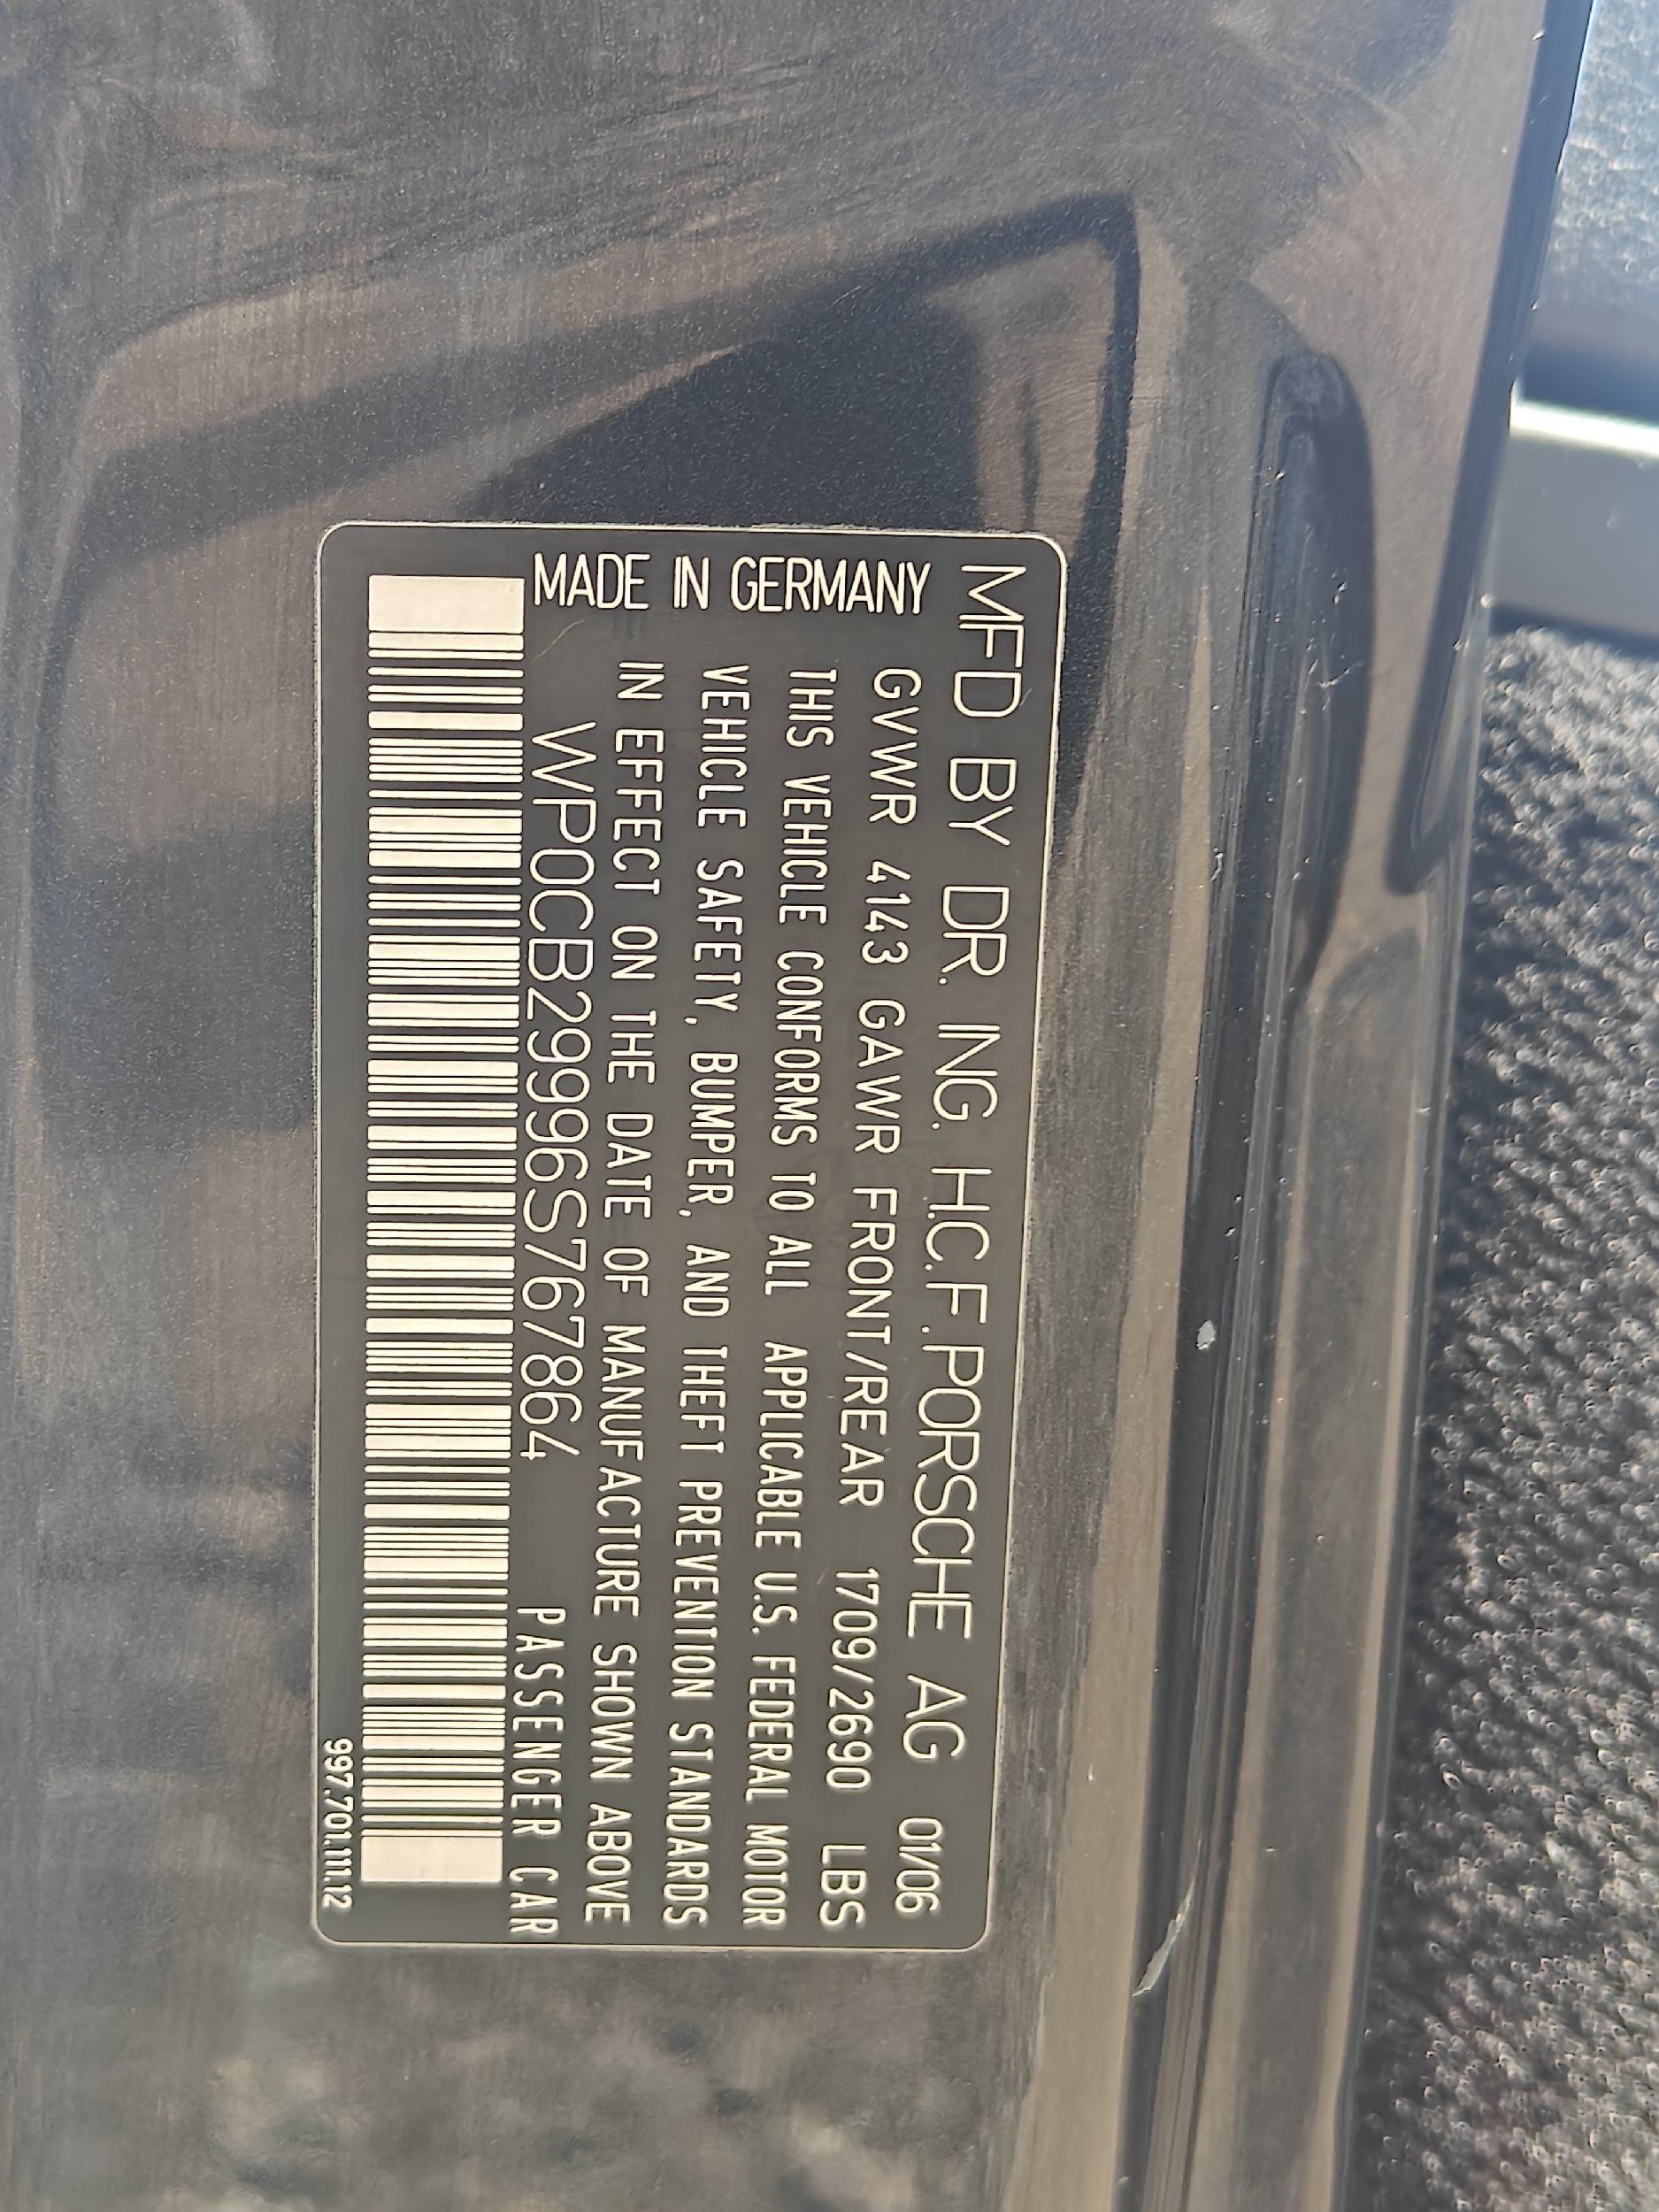 MFD BY DR. ING. H.C.F.PORSCHE AG 01/06
GVWR 4143 GAWR FRONT/REAR 1709/2690 LBS
THIS VEHICLE CONFORMS TO ALL APPLICABLE U.S. FEDERAL MOTOR
VEHICLE SAFETY, BUMPER, AND THEFT PREVENTION STANDARDS
IN EFFECT ON THE DATE OF MANUFACTURE SHOWN ABOVE
WP0CB29996S767864 PASSENGER CAR
MADE IN GERMANY
997.701.111.12